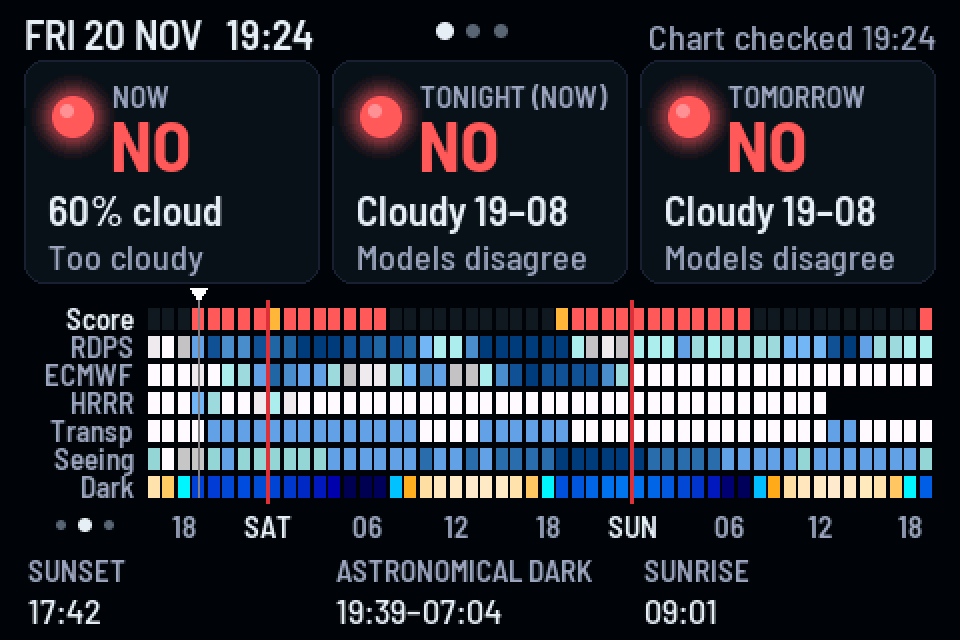 FRI 20 NOV 19:24
Chart checked 19:24
NOW
NO
60% cloud
Too cloudy
TONIGHT (NOW)
NO
Cloudy 19–08
Models disagree
TOMORROW
NO
Cloudy 19–08
Models disagree
Score
RDPS
ECMWF
HRRR
Transp
Seeing
Dark
18 SAT 06 12 18 SUN 06 12 18
SUNSET
17:42
ASTRONOMICAL DARK
19:39–07:04
SUNRISE
09:01